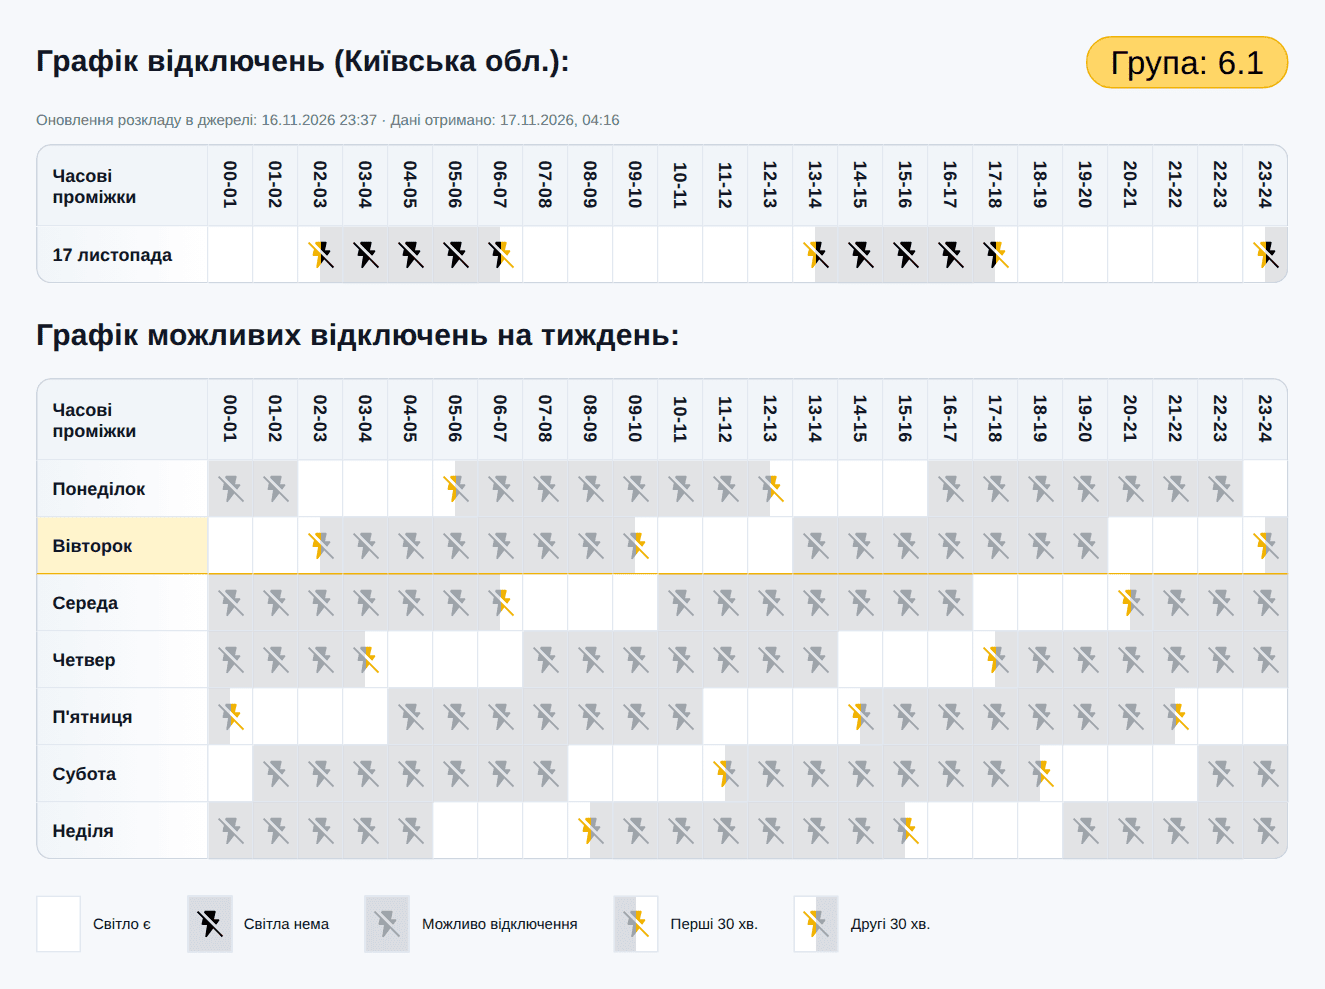 Графік відключень (Київська обл.):
Група: 6.1
Оновлення розкладу в джерелі: 16.11.2026 23:37 · Дані отримано: 17.11.2026, 04:16
Часові
проміжки
00-01 01-02 02-03 03-04 04-05 05-06 06-07 07-08 08-09 09-10 10-11 11-12 12-13 13-14 14-15 15-16 16-17 17-18 18-19 19-20 20-21 21-22 22-23 23-24
17 листопада
Графік можливих відключень на тиждень:
Часові
проміжки
00-01 01-02 02-03 03-04 04-05 05-06 06-07 07-08 08-09 09-10 10-11 11-12 12-13 13-14 14-15 15-16 16-17 17-18 18-19 19-20 20-21 21-22 22-23 23-24
Понеділок
Вівторок
Середа
Четвер
П'ятниця
Субота
Неділя
Світло є
Світла нема
Можливо відключення
Перші 30 хв.
Другі 30 хв.